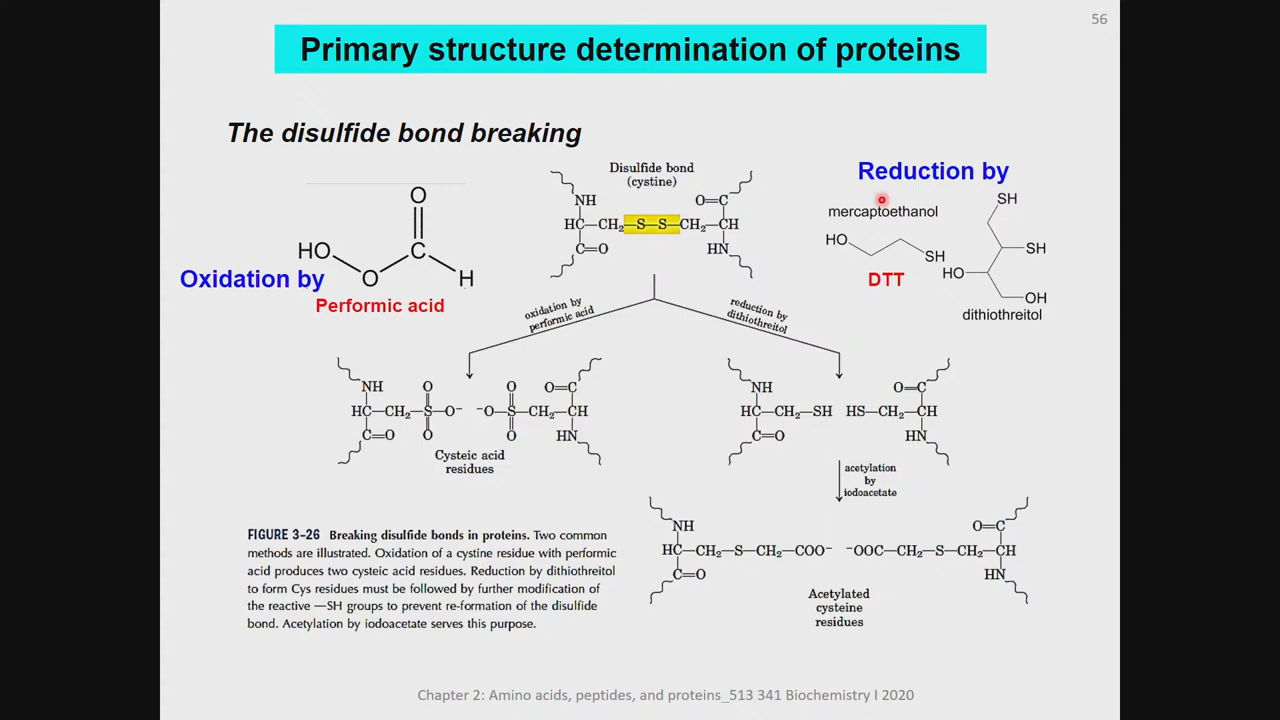 56
Primary structure determination of proteins
The disulfide bond breaking
Disulfide bond
(cystine)
Reduction by
mercaptoethanol
HO
SH
DTT
SH
SH
HO
OH
dithiothreitol
O
HO
O
C
H
Oxidation by
Performic acid
NH
HC—CH₂—S—S—CH₂—CH
C=O
O=C
HN
oxidation by
performic acid
reduction by
dithiothreitol
NH
O
HC—CH₂—S—O⁻
C=O
O
O
O=C
⁻O—S—CH₂—CH
O
HN
Cysteic acid
residues
NH
HC—CH₂—SH
C=O
O=C
HS—CH₂—CH
HN
acetylation
by
iodoacetate
NH
HC—CH₂—S—CH₂—COO⁻
C=O
O=C
⁻OOC—CH₂—S—CH₂—CH
HN
Acetylated
cysteine
residues
FIGURE 3–26 Breaking disulfide bonds in proteins. Two common
methods are illustrated. Oxidation of a cystine residue with performic
acid produces two cysteic acid residues. Reduction by dithiothreitol
to form Cys residues must be followed by further modification of
the reactive —SH groups to prevent re-formation of the disulfide
bond. Acetylation by iodoacetate serves this purpose.
Chapter 2: Amino acids, peptides, and proteins_513 341 Biochemistry I 2020